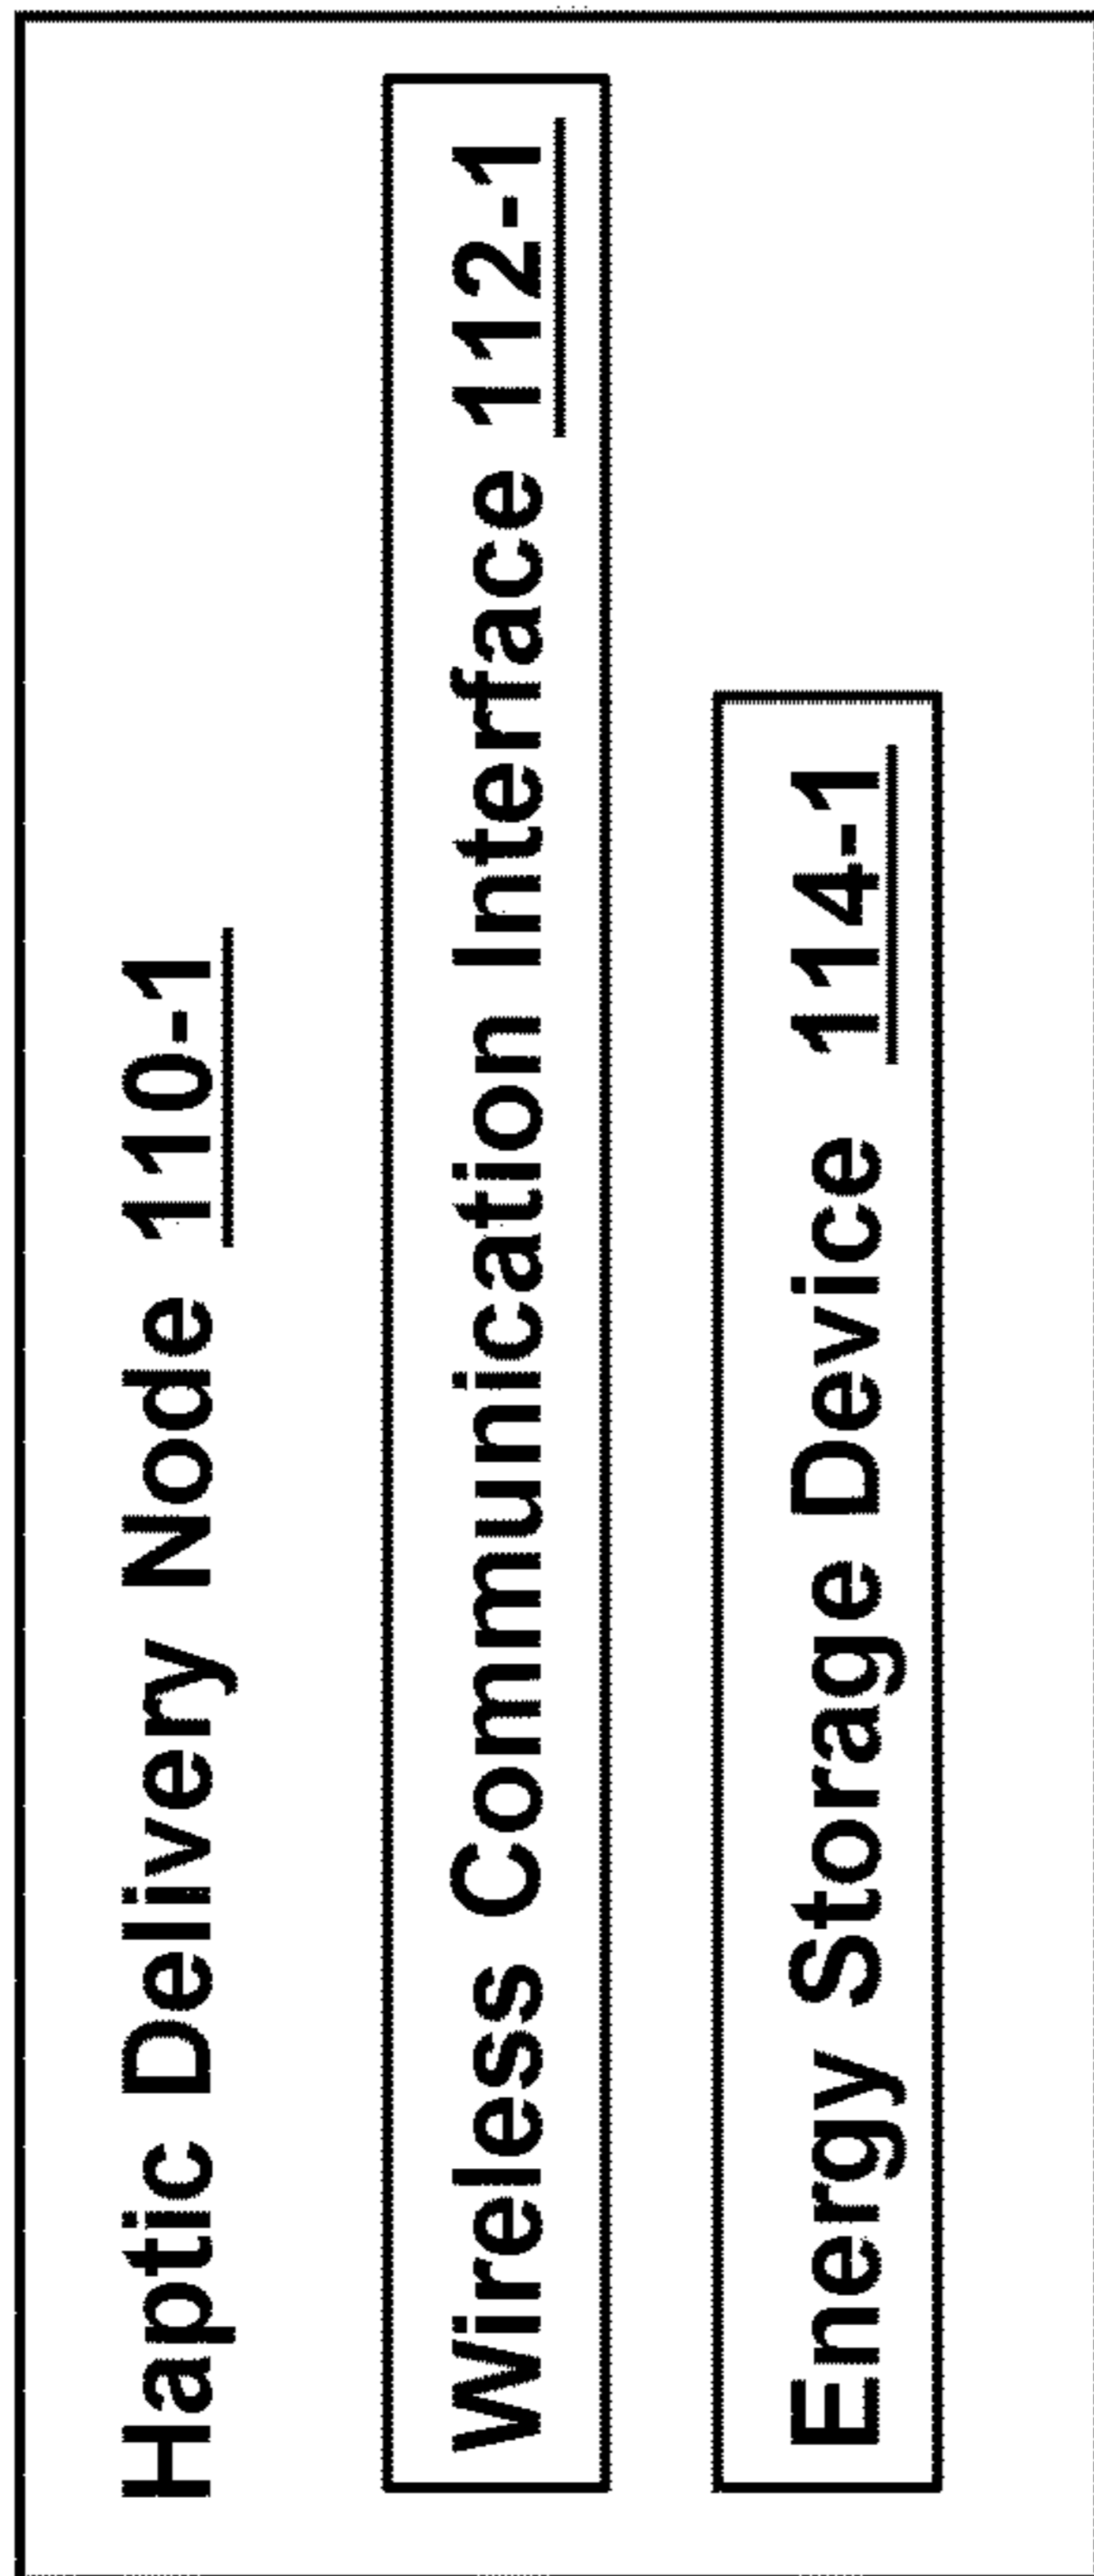 Haptic Delivery Node 110-1
Wireless Communication Interface 112-1
Energy Storage Device 114-1